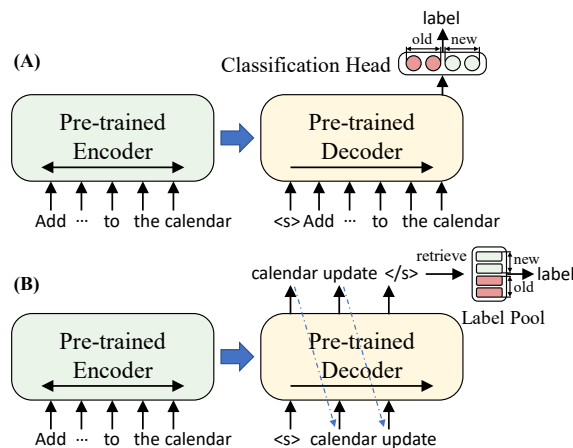 label
old new
(A)
Classification Head
Pre-trained
Encoder
Pre-trained
Decoder
Add ··· to the calendar
<s> Add ··· to the calendar
(B)
calendar update </s>
retrieve
new
old
label
Label Pool
Pre-trained
Encoder
Pre-trained
Decoder
Add ··· to the calendar
<s> calendar update